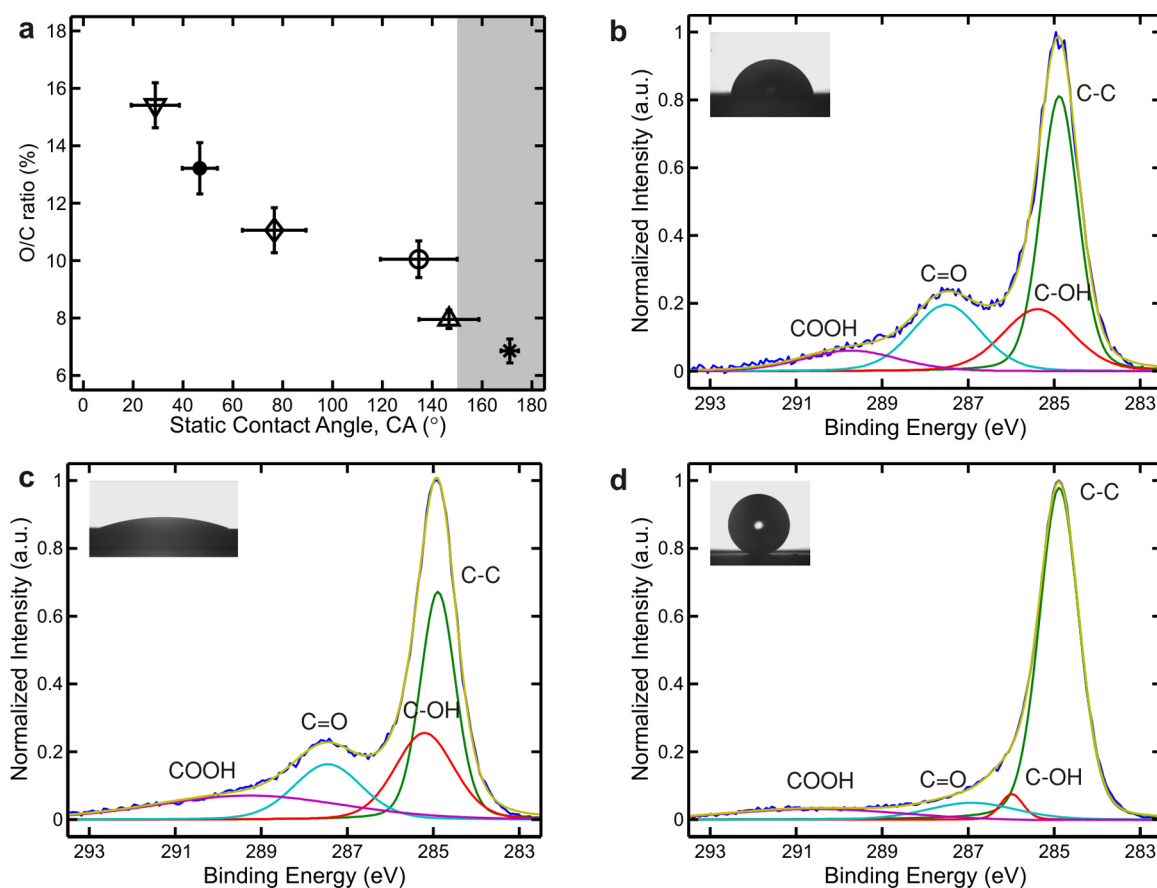 a
18
16
14
12
10
8
6
O/C ratio (%)
0 20 40 60 80 100 120 140 160 180
Static Contact Angle, CA (°)
b
1
0.8
0.6
0.4
0.2
0
Normalized Intensity (a.u.)
C-C
C=O
C-OH
COOH
293 291 289 287 285 283
Binding Energy (eV)
c
1
0.8
0.6
0.4
0.2
0
Normalized Intensity (a.u.)
C-C
C-OH
C=O
COOH
293 291 289 287 285 283
Binding Energy (eV)
d
1
0.8
0.6
0.4
0.2
0
Normalized Intensity (a.u.)
C-C
COOH
C=O
C-OH
293 291 289 287 285 283
Binding Energy (eV)